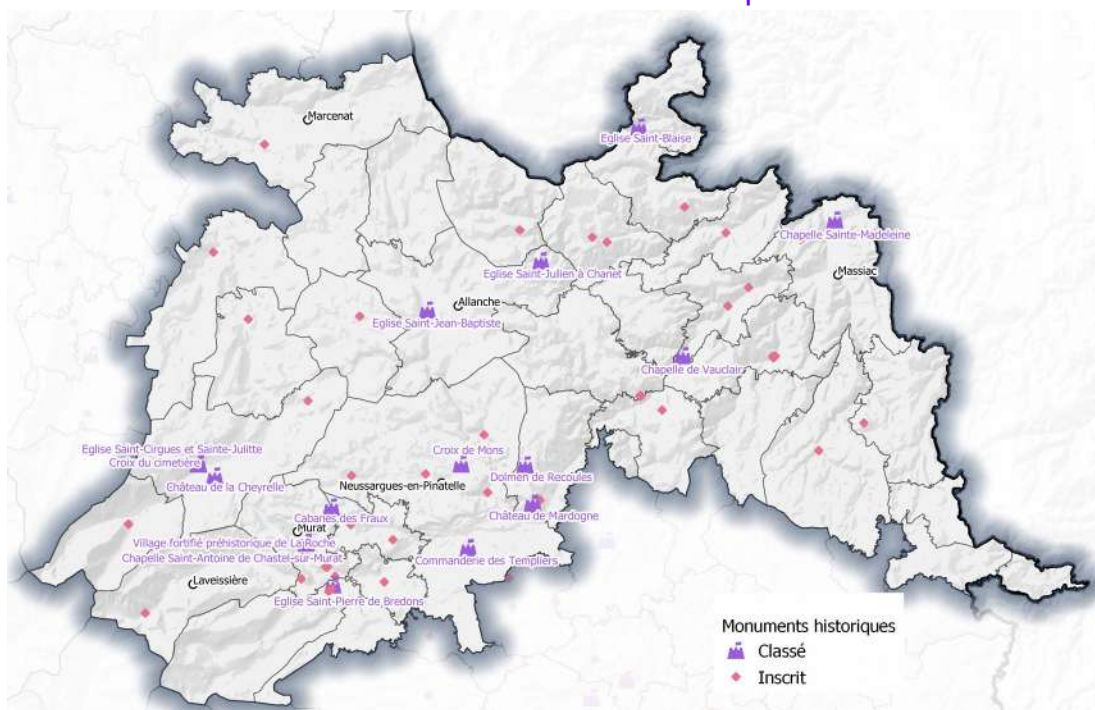 Marcenat
Eglise Saint-Blaise
Chapelle Sainte-Madeleine
Massiac
Eglise Saint-Julien à Chanet
Allanche
Eglise Saint-Jean-Baptiste
Chapelle de Vauclair
Eglise Saint-Cirgues et Sainte-Julitte
Croix du cimetière
Château de la Cheyrelle
Croix de Mons
Dolmen de Recoules
Neussargues-en-Pinatelle
Château de Mardogne
Cabanes des Fraux
Murat
Village fortifié préhistorique de La Roche
Chapelle Saint-Antoine de Chastel-sur-Murat
Commanderie des Templiers
Laveissière
Eglise Saint-Pierre de Bredons
Monuments historiques
Classé
Inscrit